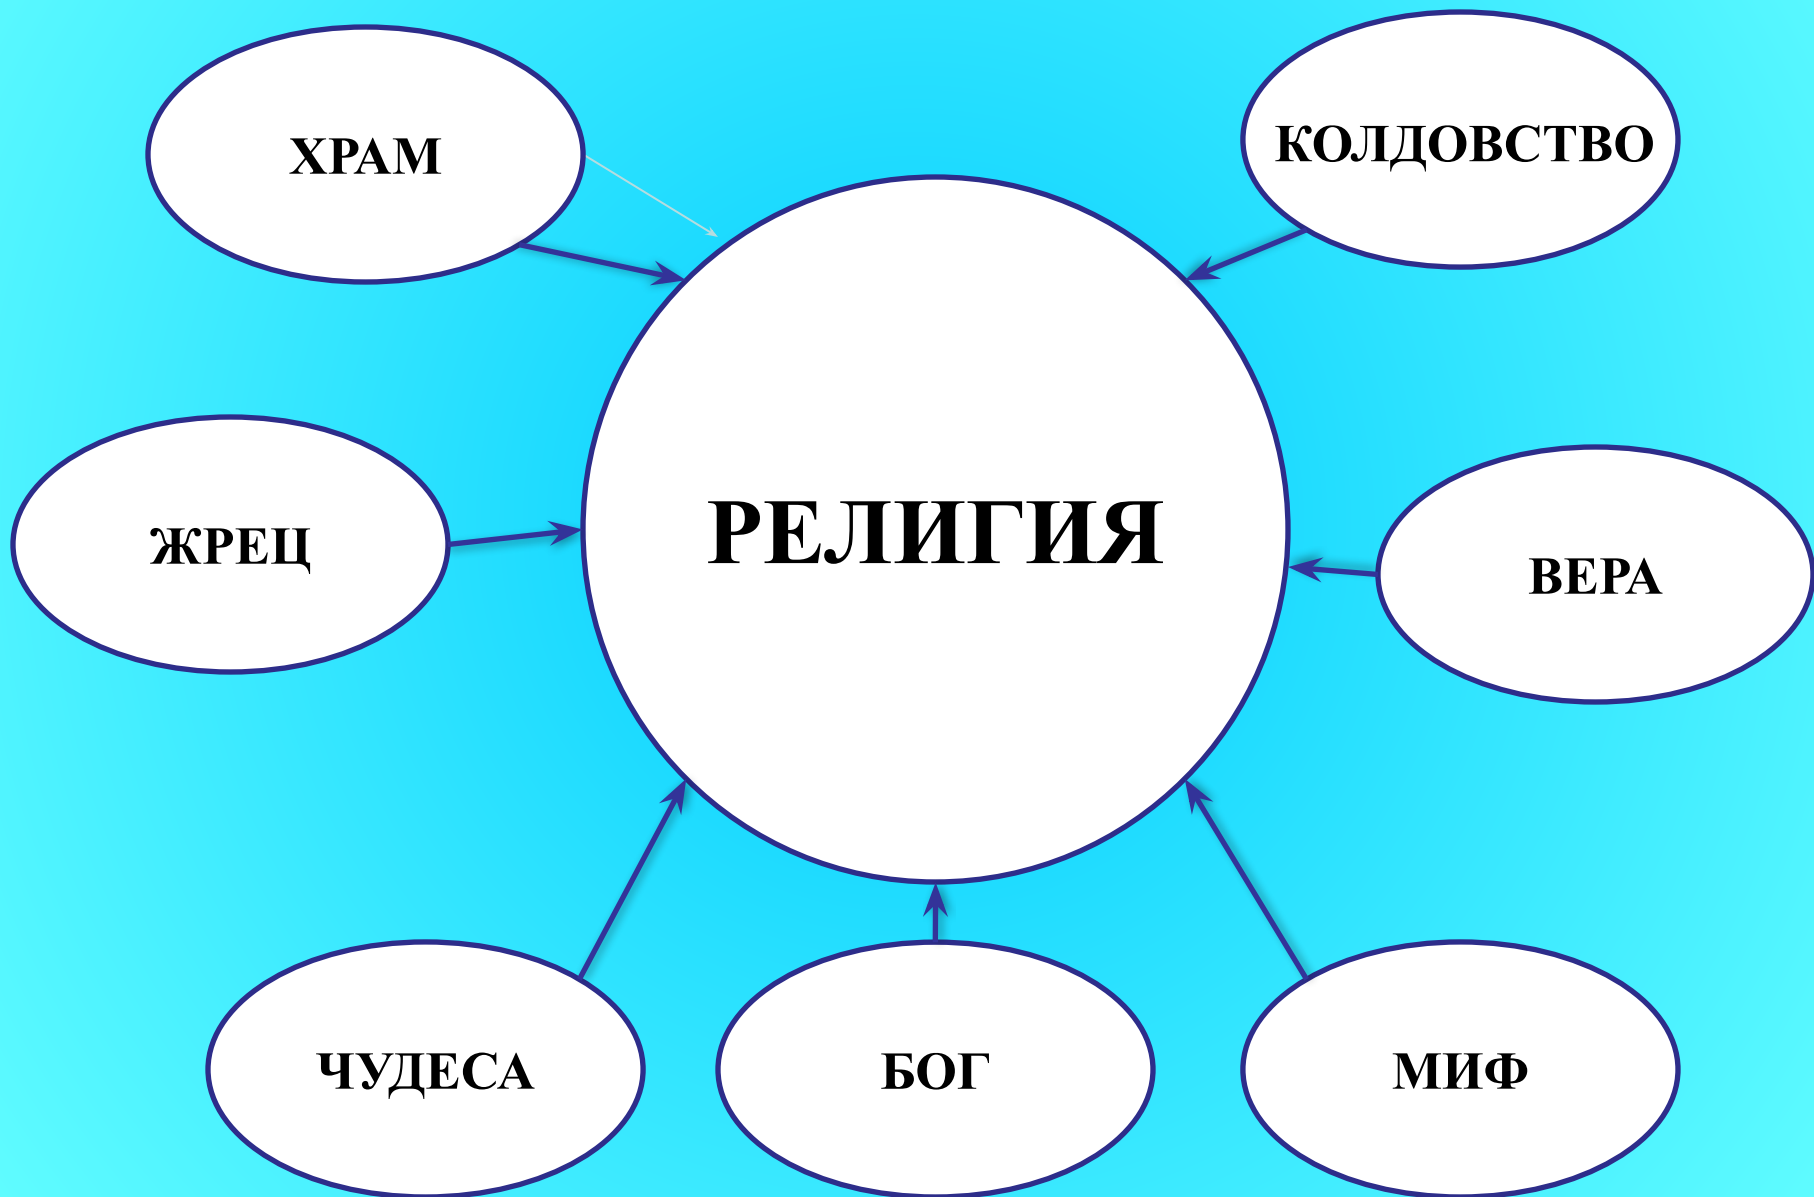 ХРАМ
КОЛДОВСТВО
РЕЛИГИЯ
ЖРЕЦ
ВЕРА
ЧУДЕСА
БОГ
МИФ